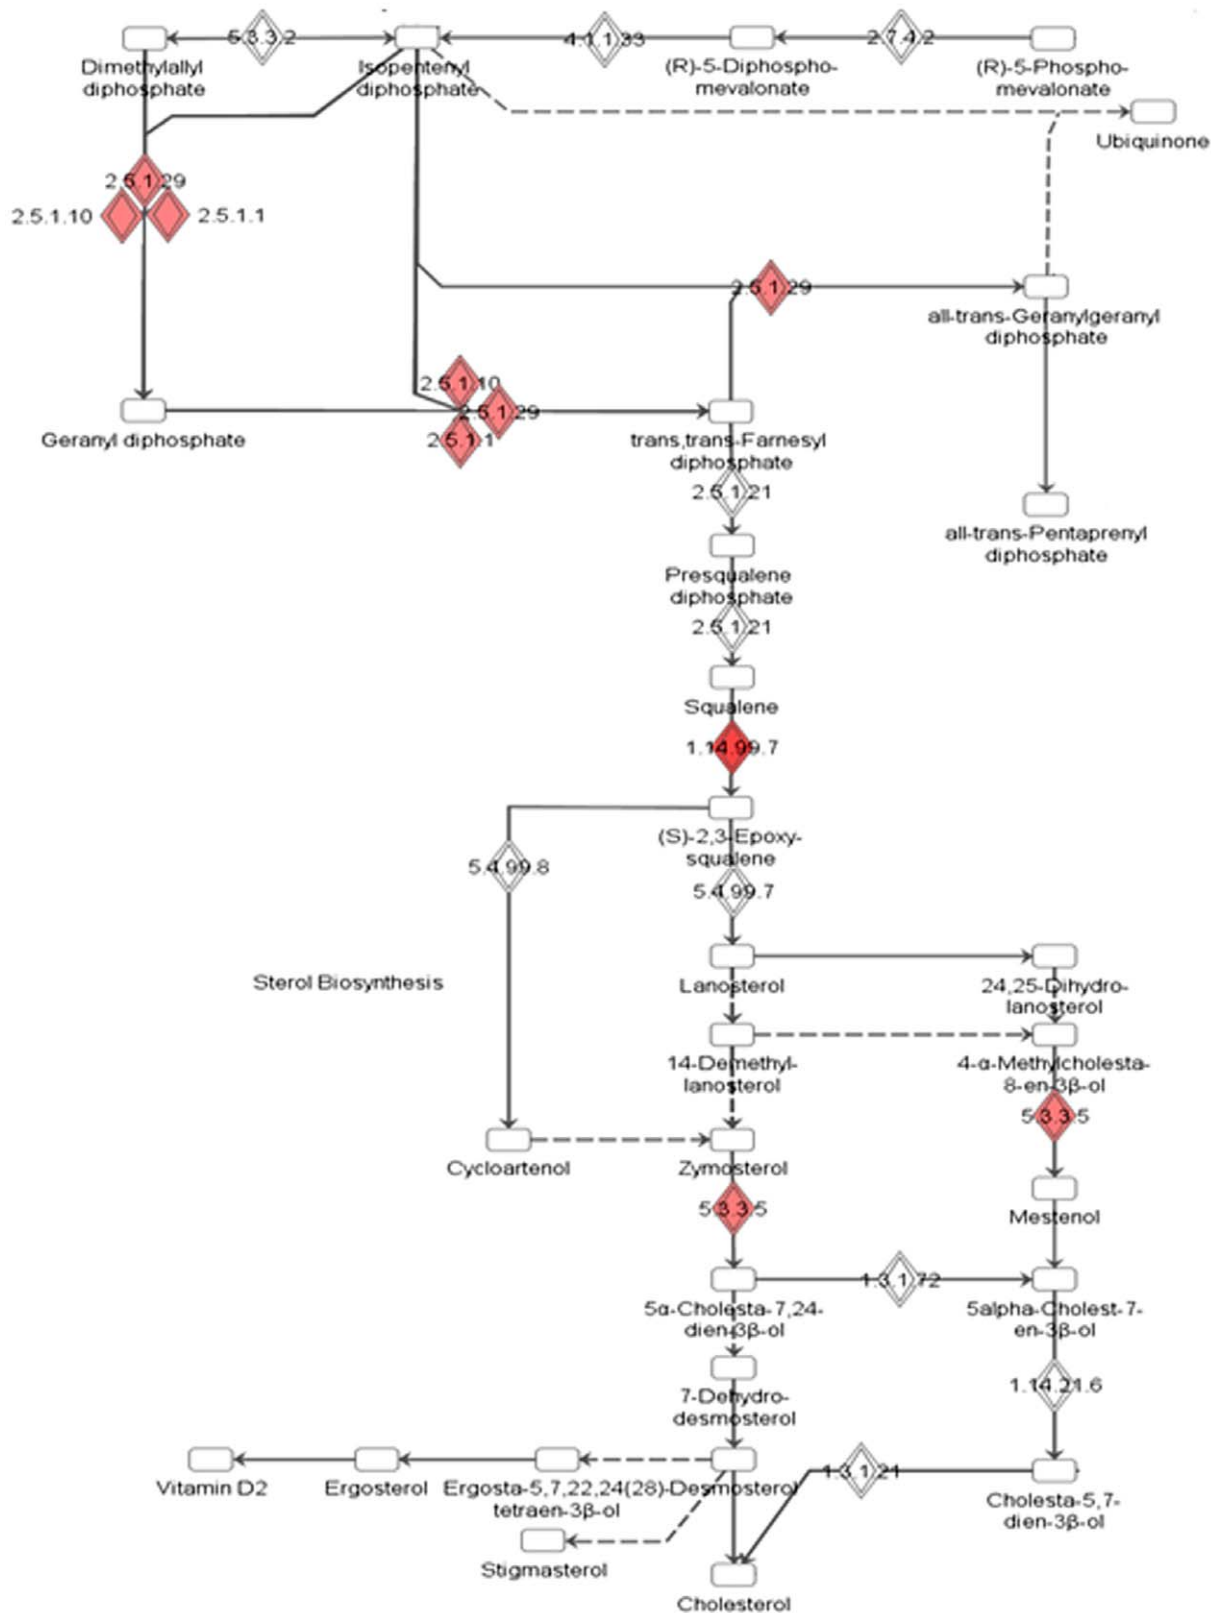 5.3.3.2
4.1.1.33
2.7.4.2
Dimethylallyl
diphosphate
Isopentenyl
diphosphate
(R)-5-Diphospho-
mevalonate
(R)-5-Phospho-
mevalonate
Ubiquinone
2.5.1.29
2.5.1.10
2.5.1.1
2.5.1.29
all-trans-Geranylgeranyl
diphosphate
2.5.1.10
2.5.1.29
2.5.1.1
Geranyl diphosphate
trans,trans-Farnesyl
diphosphate
2.5.1.21
all-trans-Pentaprenyl
diphosphate
Presqualene
diphosphate
2.5.1.21
Squalene
1.14.99.7
(S)-2,3-Epoxy-
squalene
5.4.99.8
5.4.99.7
Sterol Biosynthesis
Lanosterol
24,25-Dihydro-
lanosterol
14-Demethyl-
lanosterol
4-α-Methylcholesta-
8-en-3β-ol
5.3.3.5
Cycloartenol
Zymosterol
5.3.3.5
Mestenol
1.3.1.72
5α-Cholesta-7,24-
dien-3β-ol
5alpha-Cholest-7-
en-3β-ol
1.14.21.6
7-Dehydro-
desmosterol
Vitamin D2
Ergosterol
Ergosta-5,7,22,24(28)-
tetraen-3β-ol
Desmosterol
1.3.1.21
Cholesta-5,7-
dien-3β-ol
Stigmasterol
Cholesterol